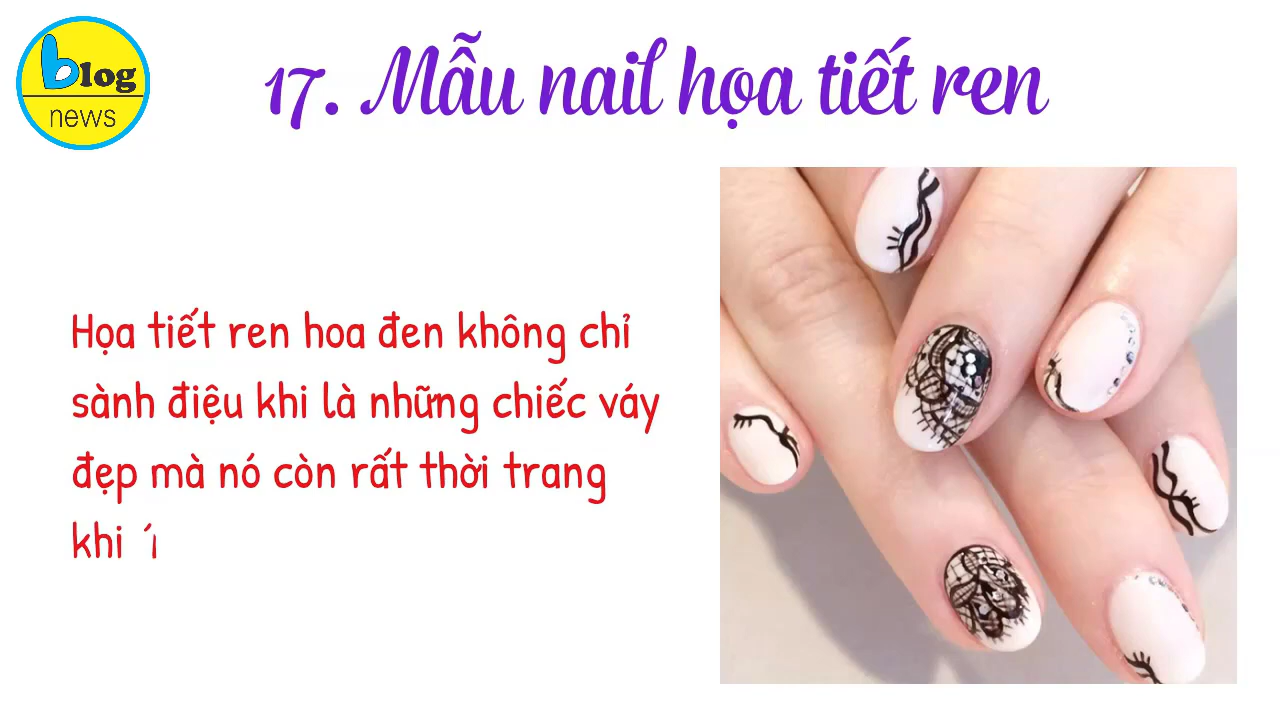 blog
news
17. Mẫu nail họa tiết ren
Họa tiết ren hoa đen không chỉ
sành điệu khi là những chiếc váy
đẹp mà nó còn rất thời trang
khi